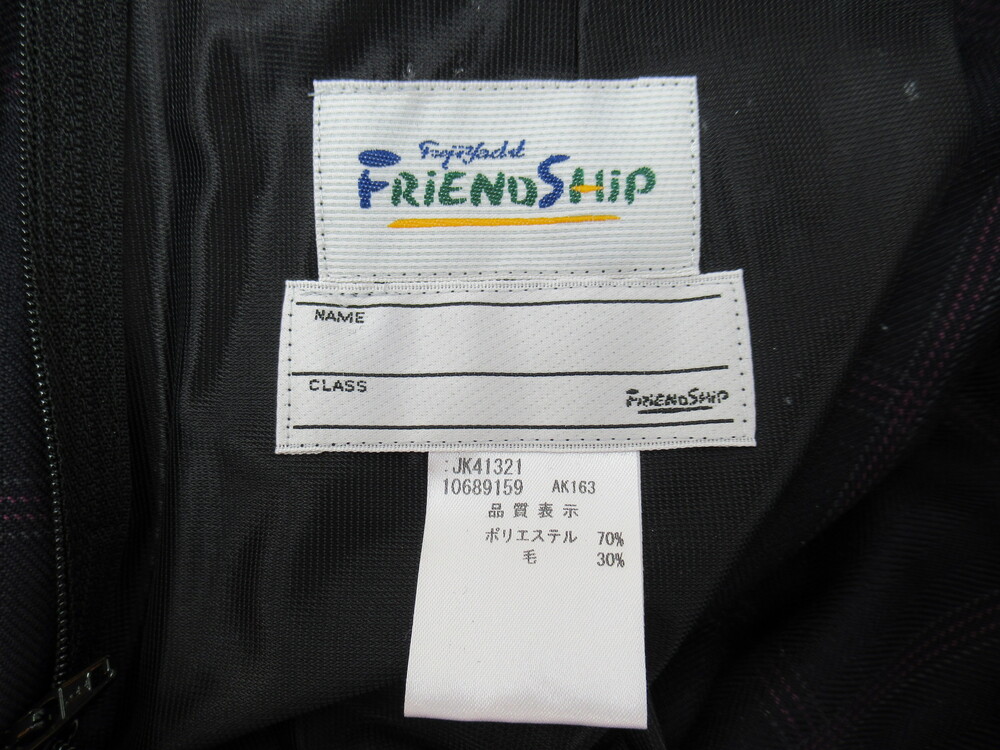 FujiYacht
FRiENDSHiP
NAME
CLASS
FRiENDSHiP
:JK41321
10689159 AK163
品質表示
ポリエステル 70%
毛 30%